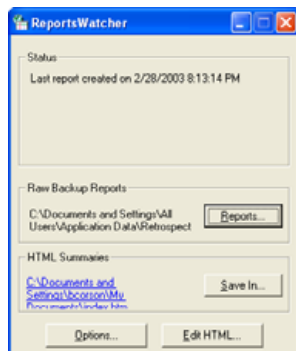 ReportsWatcher
Status
Last report created on 2/28/2003 8:13:14 PM
Raw Backup Reports
C:\Documents and Settings\All
Users\Application Data\Retrospect
Reports...
HTML Summaries
C:\Documents and
Settings\bcorson\My
Documents\index.htm
Save In...
Options...
Edit HTML...